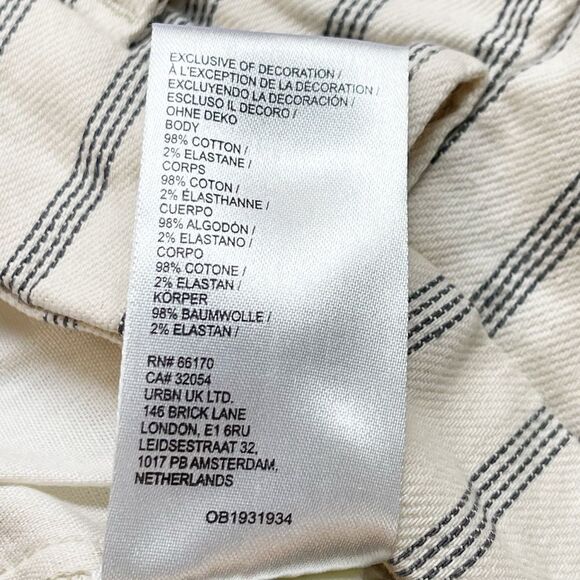 EXCLUSIVE OF DECORATION /
À L'EXCEPTION DE LA DÉCORATION /
EXCLUYENDO LA DECORACIÓN /
ESCLUSO IL DECORO /
OHNE DEKO
BODY
98% COTTON /
2% ELASTANE /
CORPS
98% COTON /
2% ÉLASTHANNE /
CUERPO
98% ALGODÓN /
2% ELASTANO /
CORPO
98% COTONE /
2% ELASTAN /
KÖRPER
98% BAUMWOLLE /
2% ELASTAN /
RN# 66170
CA# 32054
URBN UK LTD.
146 BRICK LANE
LONDON, E1 6RU
LEIDSESTRAAT 32,
1017 PB AMSTERDAM,
NETHERLANDS
OB1931934